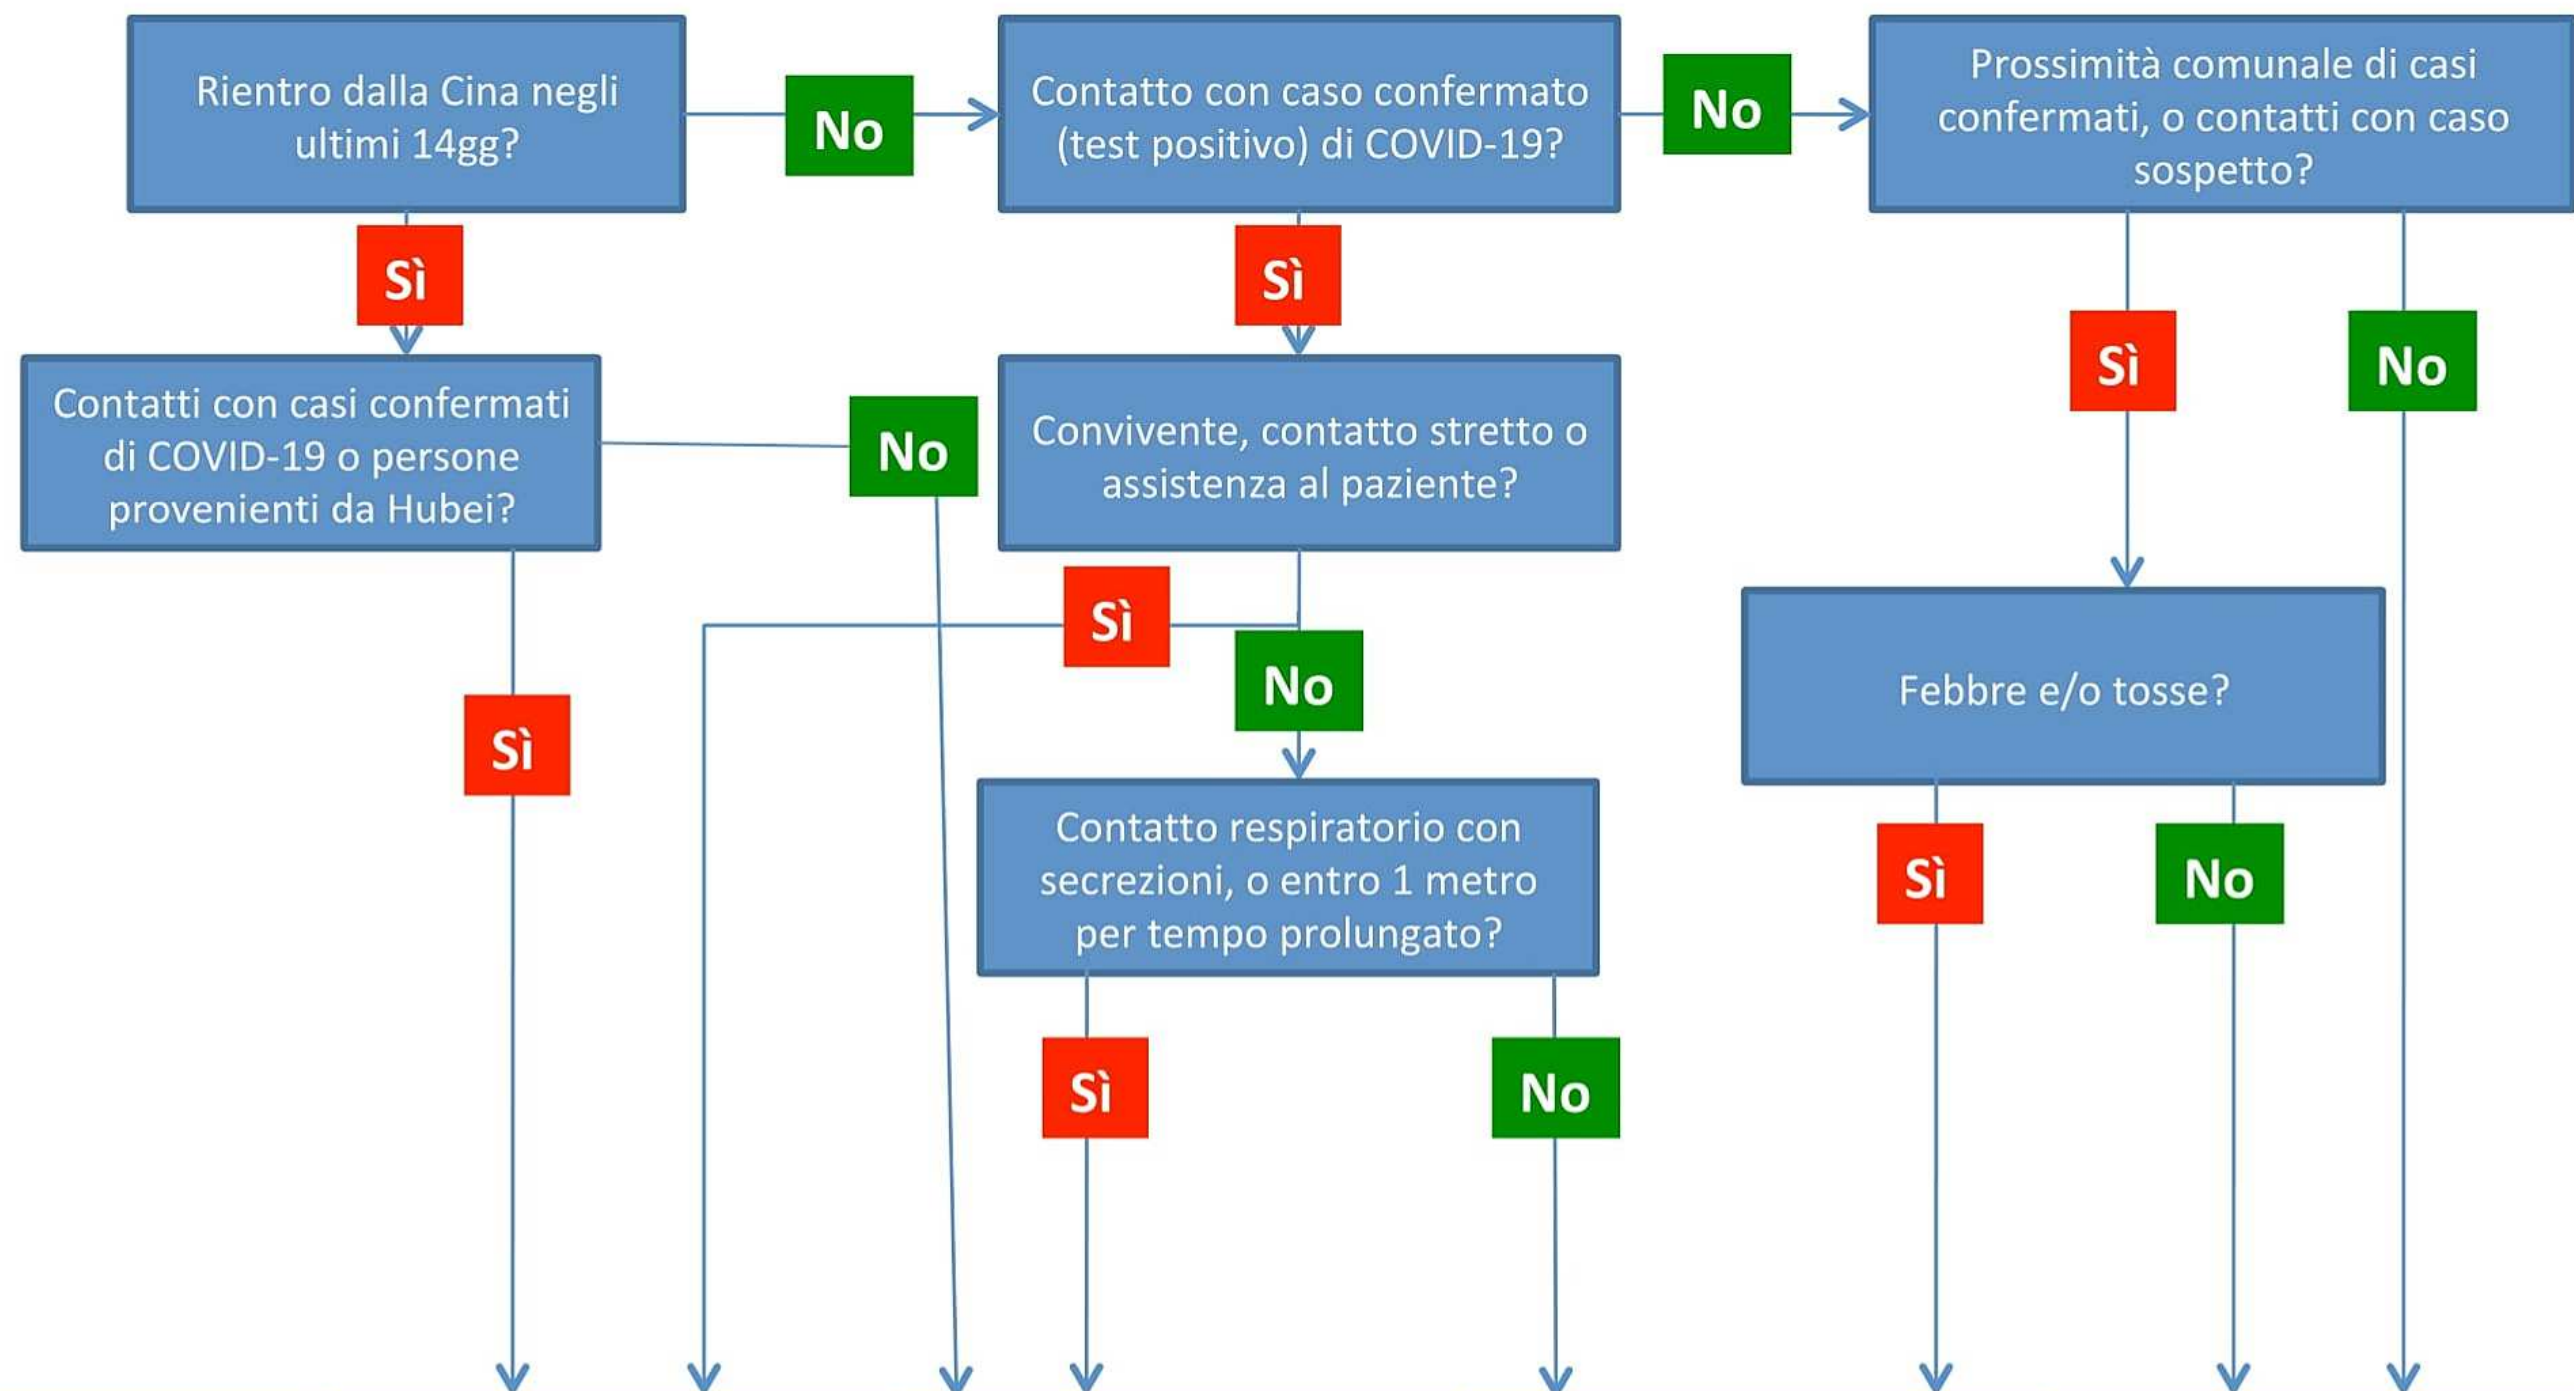 Rientro dalla Cina negli
ultimi 14gg?
No
Contatto con caso confermato
(test positivo) di COVID-19?
No
Prossimità comunale di casi
confermati, o contatti con caso
sospetto?
Sì
Sì
Sì
No
Contatti con casi confermati
di COVID-19 o persone
provenienti da Hubei?
No
Convivente, contatto stretto o
assistenza al paziente?
Sì
No
Sì
Febbre e/o tosse?
Contatto respiratorio con
secrezioni, o entro 1 metro
per tempo prolungato?
Sì
No
Sì
No